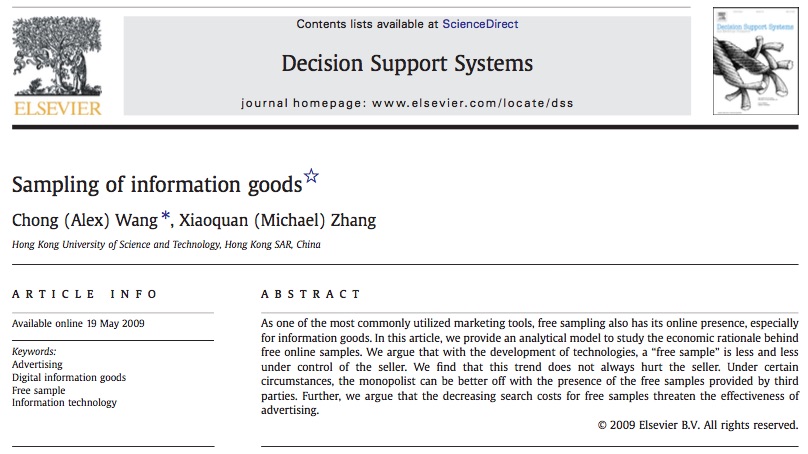 Contents lists available at ScienceDirect
Decision Support Systems
journal homepage: www.elsevier.com/locate/dss
ELSEVIER
Decision Support Systems
Sampling of information goods☆
Chong (Alex) Wang *, Xiaoquan (Michael) Zhang
Hong Kong University of Science and Technology, Hong Kong SAR, China
ARTICLE INFO
Available online 19 May 2009
Keywords:
Advertising
Digital information goods
Free sample
Information technology
ABSTRACT
As one of the most commonly utilized marketing tools, free sampling also has its online presence, especially
for information goods. In this article, we provide an analytical model to study the economic rationale behind
free online samples. We argue that with the development of technologies, a “free sample” is less and less
under control of the seller. We find that this trend does not always hurt the seller. Under certain
circumstances, the monopolist can be better off with the presence of the free samples provided by third
parties. Further, we argue that the decreasing search costs for free samples threaten the effectiveness of
advertising.
© 2009 Elsevier B.V. All rights reserved.